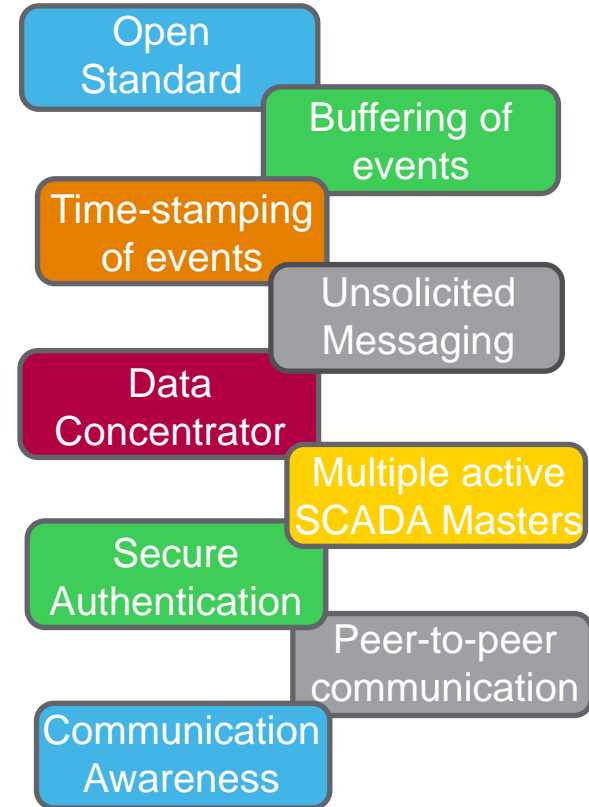 Open
Standard
Buffering of
events
Time-stamping
of events
Unsolicited
Messaging
Data
Concentrator
Multiple active
SCADA Masters
Secure
Authentication
Peer-to-peer
communication
Communication
Awareness